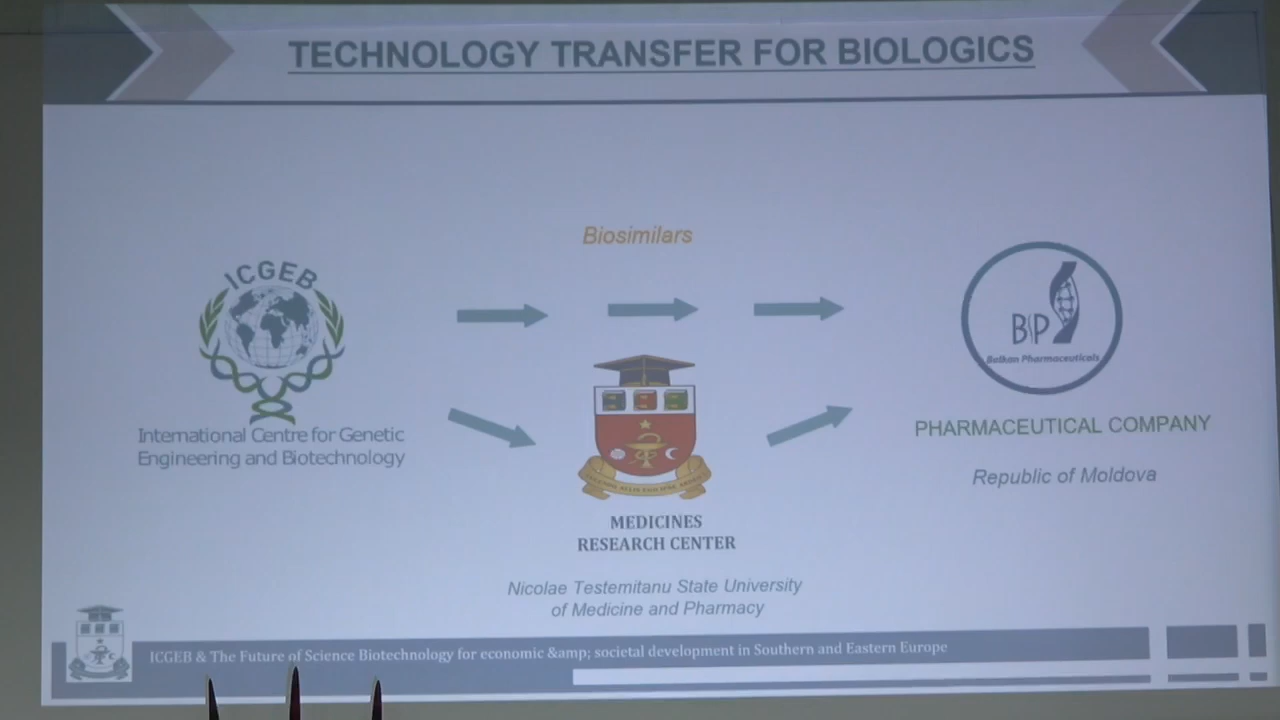 TECHNOLOGY TRANSFER FOR BIOLOGICS
Biosimilars
ICGEB
International Centre for Genetic
Engineering and Biotechnology
BSP
Balkan Pharmaceuticals
PHARMACEUTICAL COMPANY
Republic of Moldova
MEDICINES
RESEARCH CENTER
Nicolae Testemitanu State University
of Medicine and Pharmacy
ICGEB & The Future of Science Biotechnology for economic &amp; societal development in Southern and Eastern Europe